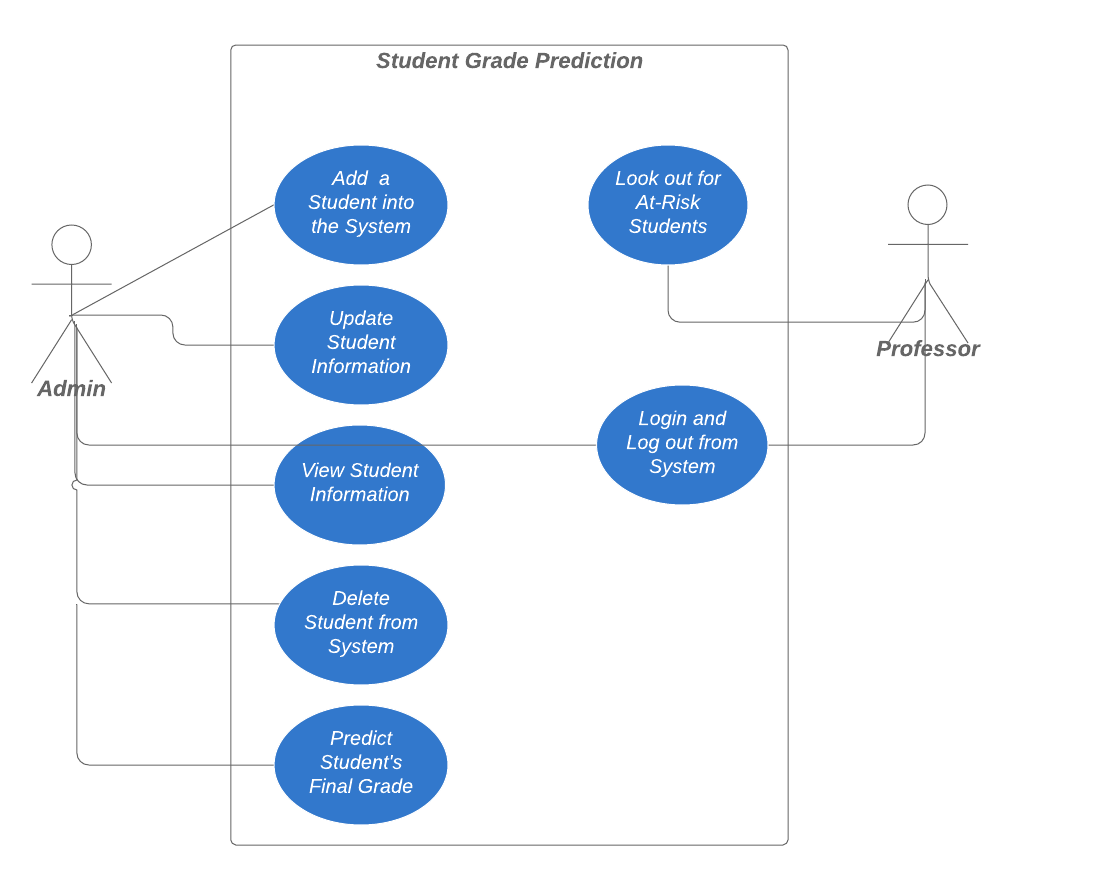 Student Grade Prediction
Add a
Student into
the System
Look out for
At-Risk
Students
Update
Student
Information
Professor
Admin
Login and
Log out from
System
View Student
Information
Delete
Student from
System
Predict
Student's
Final Grade